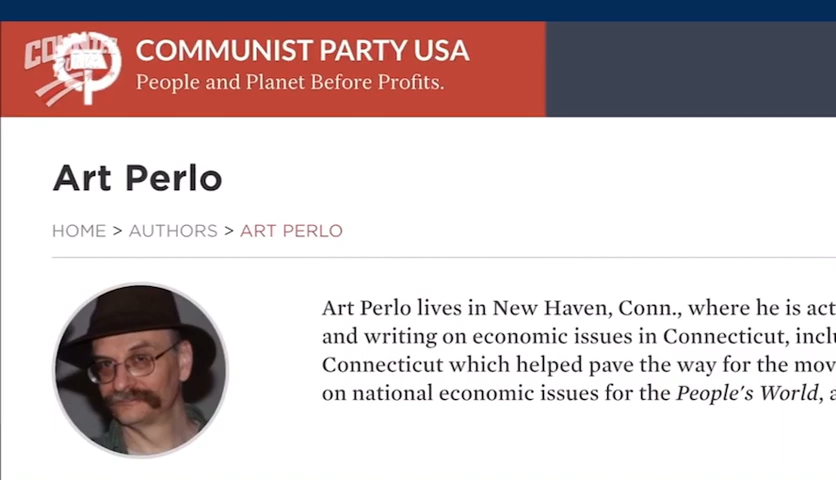 COMMUNIST PARTY USA
People and Planet Before Profits.
Art Perlo
HOME > AUTHORS > ART PERLO
Art Perlo lives in New Haven, Conn., where he is act
and writing on economic issues in Connecticut, inclu
Connecticut which helped pave the way for the mov
on national economic issues for the People's World, a